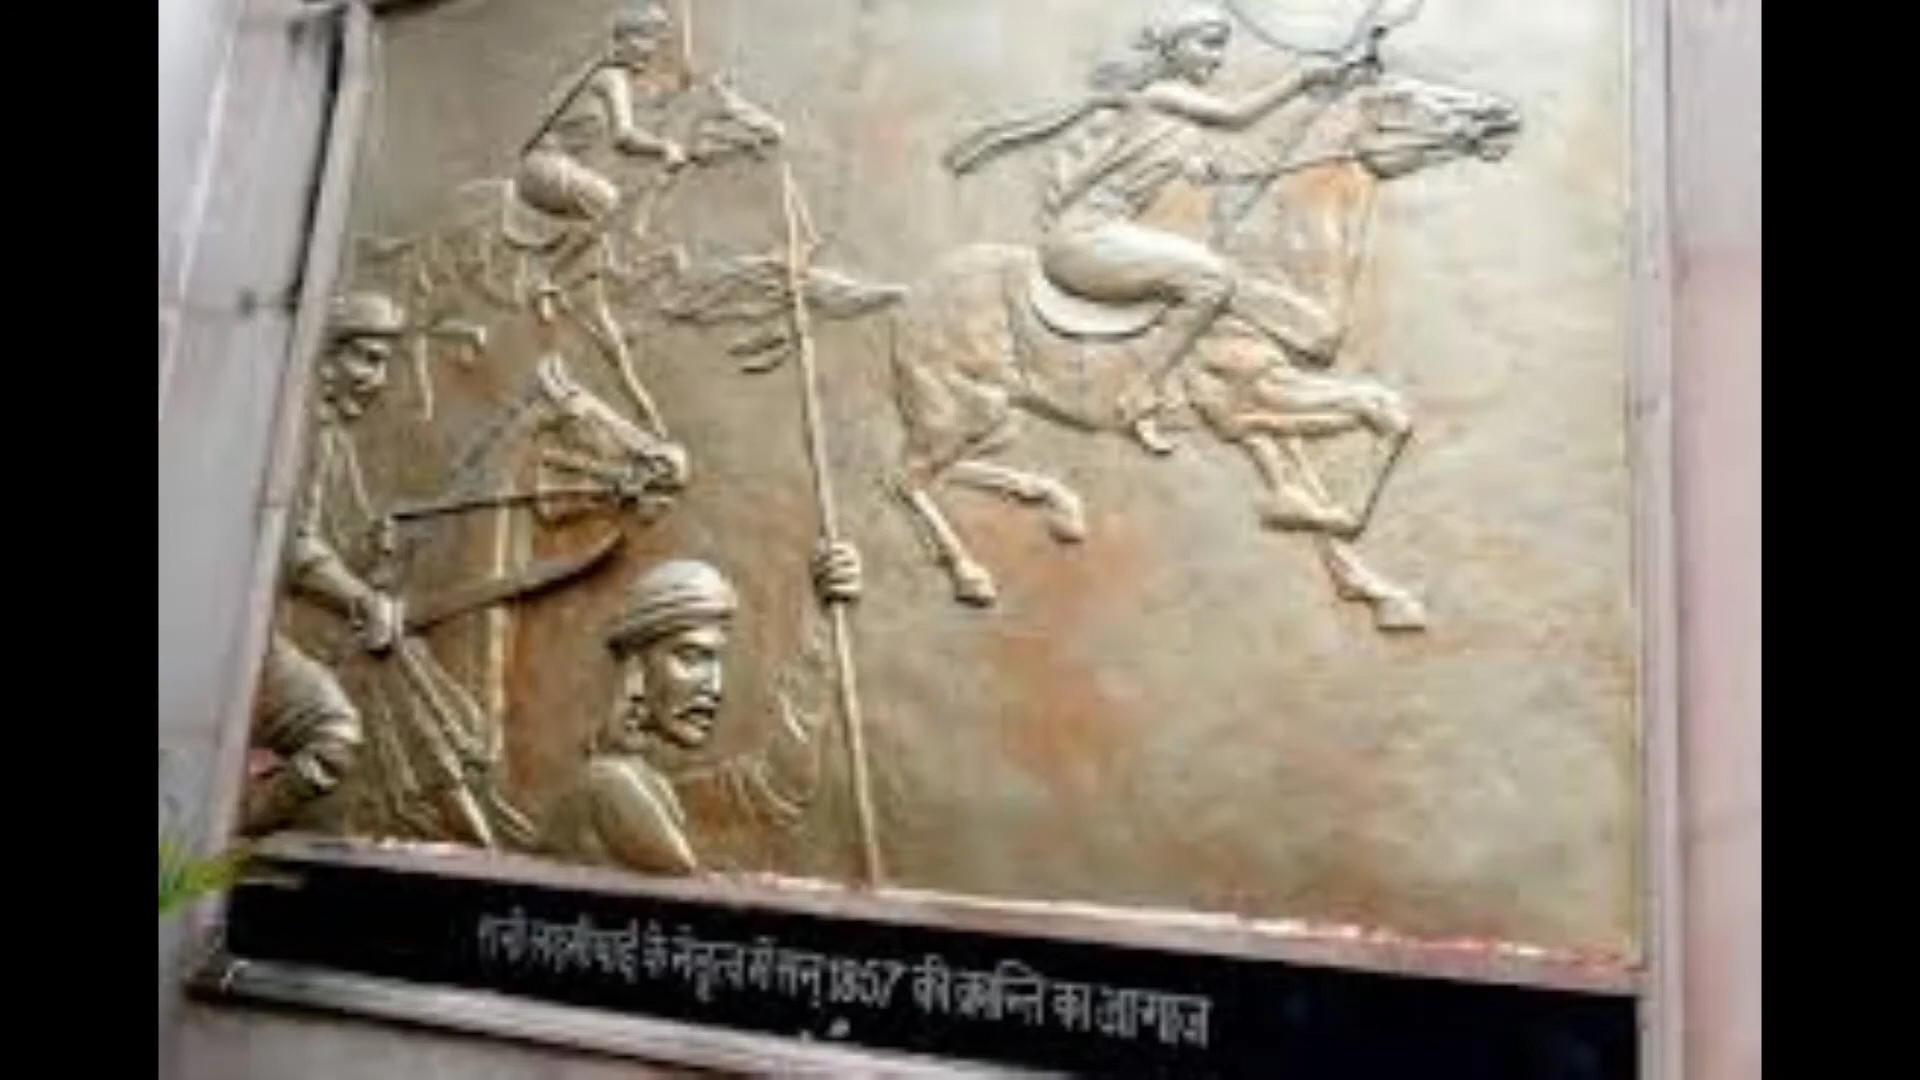 रानी लक्ष्मीबाई के नेतृत्व में सन् 1857 की क्रान्ति का आगाज